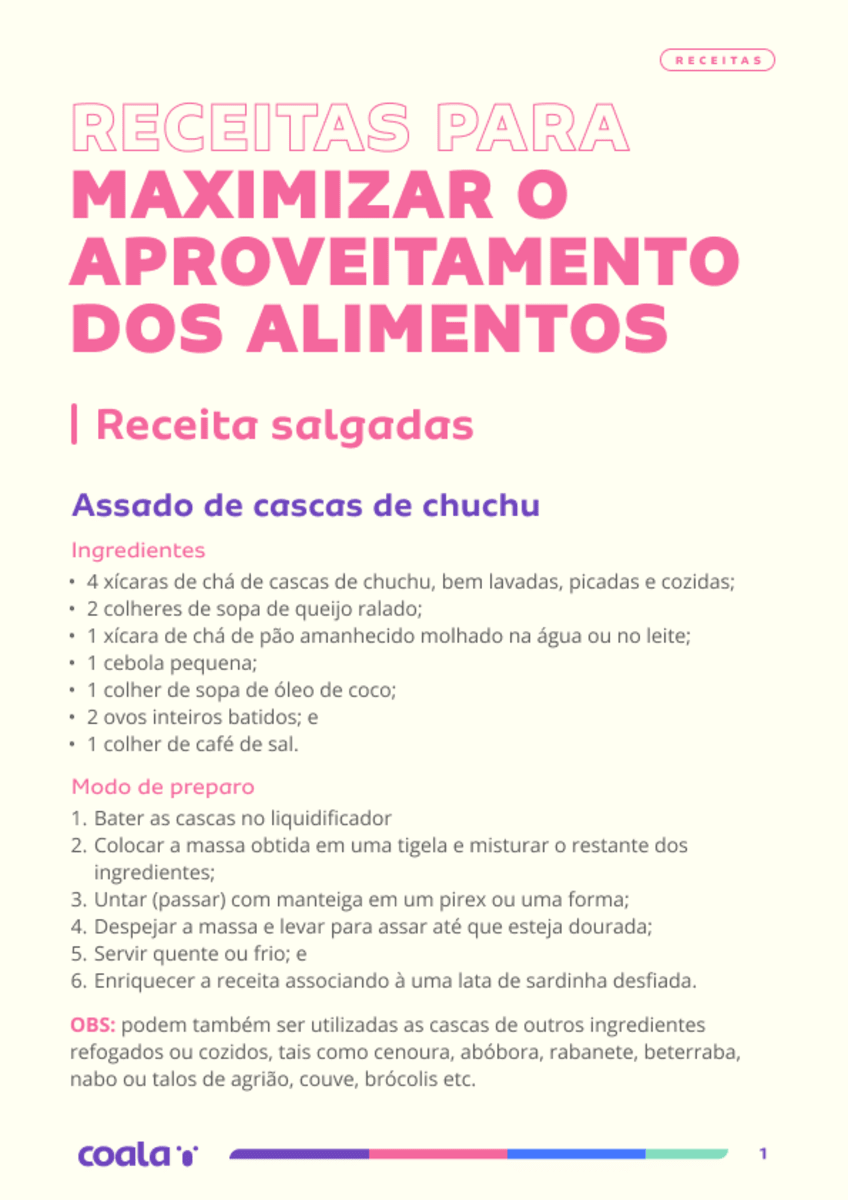 RECEITAS
RECEITAS PARA
MAXIMIZAR O
APROVEITAMENTO
DOS ALIMENTOS
Receita salgadas
Assado de cascas de chuchu
Ingredientes
• 4 xícaras de chá de cascas de chuchu, bem lavadas, picadas e cozidas;
• 2 colheres de sopa de queijo ralado;
• 1 xícara de chá de pão amanhecido molhado na água ou no leite;
• 1 cebola pequena;
• 1 colher de sopa de óleo de coco;
• 2 ovos inteiros batidos; e
• 1 colher de café de sal.
Modo de preparo
1. Bater as cascas no liquidificador
2. Colocar a massa obtida em uma tigela e misturar o restante dos
ingredientes;
3. Untar (passar) com manteiga em um pirex ou uma forma;
4. Despejar a massa e levar para assar até que esteja dourada;
5. Servir quente ou frio; e
6. Enriquecer a receita associando à uma lata de sardinha desfiada.
OBS: podem também ser utilizadas as cascas de outros ingredientes
refogados ou cozidos, tais como cenoura, abóbora, rabanete, beterraba,
nabo ou talos de agrião, couve, brócolis etc.
coala
1